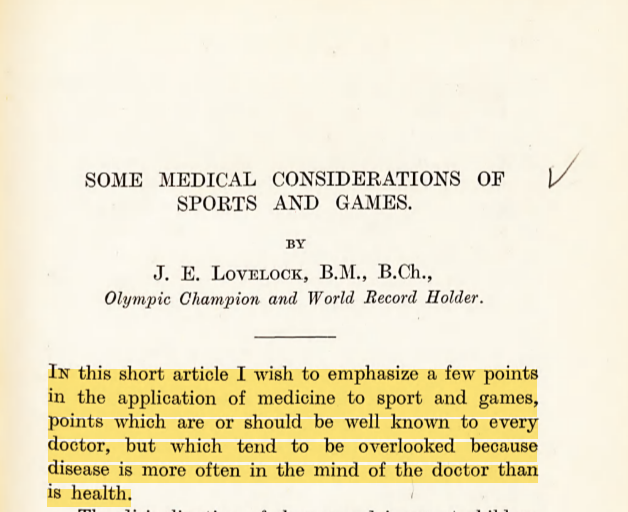 SOME MEDICAL CONSIDERATIONS OF
SPORTS AND GAMES.
BY
J. E. LOVELOCK, B.M., B.Ch.,
Olympic Champion and World Record Holder.
IN this short article I wish to emphasize a few points
in the application of medicine to sport and games,
points which are or should be well known to every
doctor, but which tend to be overlooked because
disease is more often in the mind of the doctor than
is health.